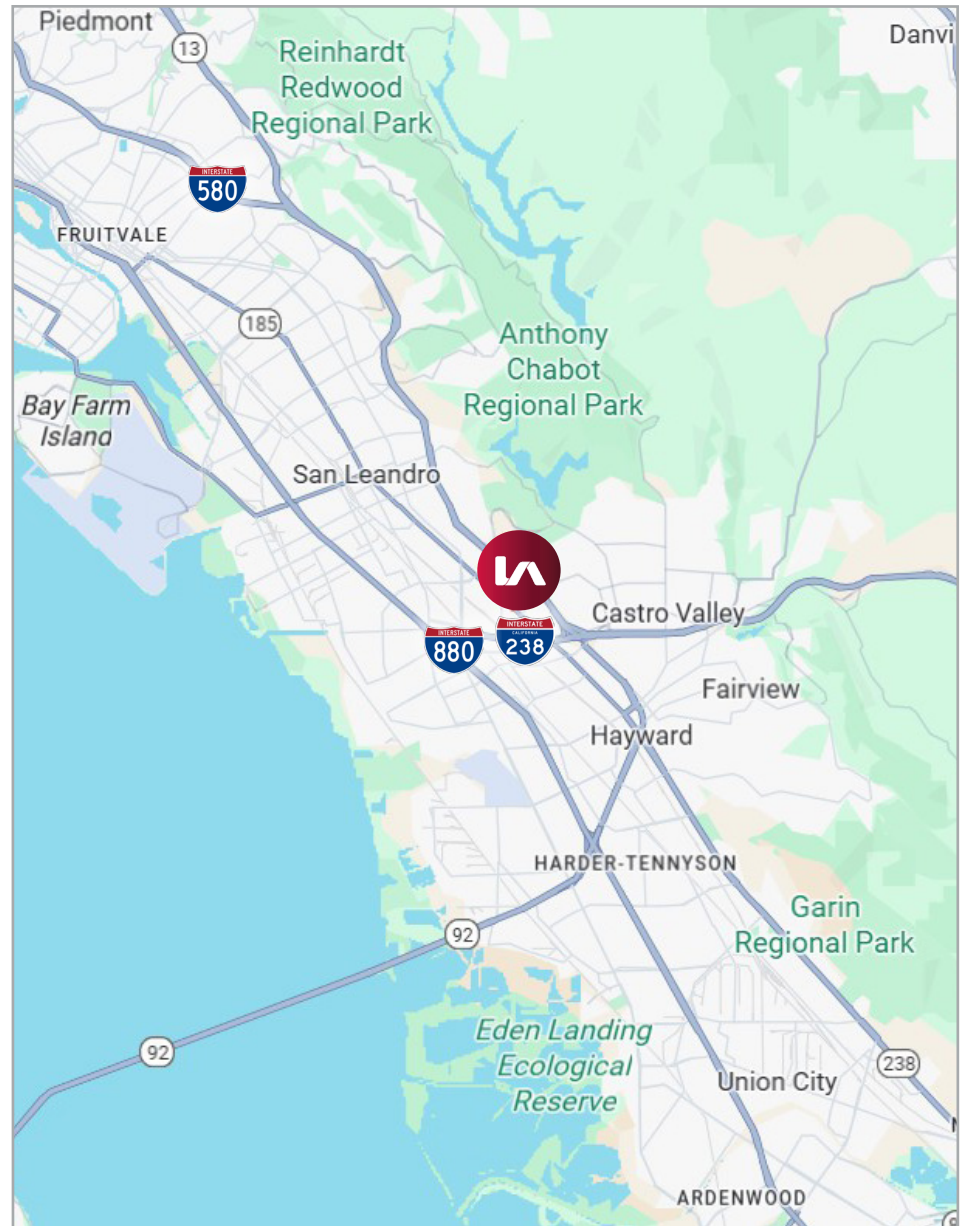 Piedmont
13
Danvi
Reinhardt
Redwood
Regional Park
INTERSTATE
580
FRUITVALE
185
Anthony
Chabot
Regional Park
Bay Farm
Island
San Leandro
LA
Castro Valley
INTERSTATE
880
INTERSTATE
CALIFORNIA
238
Fairview
Hayward
HARDER-TENNYSON
Garin
Regional Park
92
92
Eden Landing
Ecological
Reserve
238
Union City
ARDENWOOD